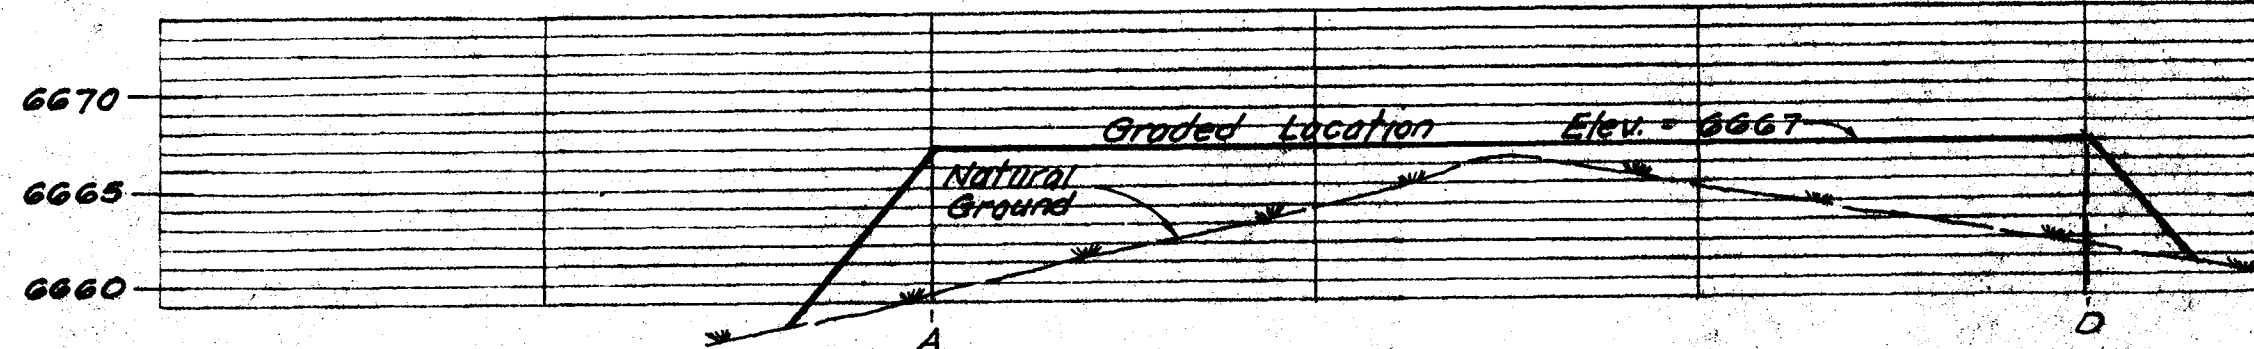 6670
Graded Location Elev. = 6667
Natural
Ground
6665
6660
A
D